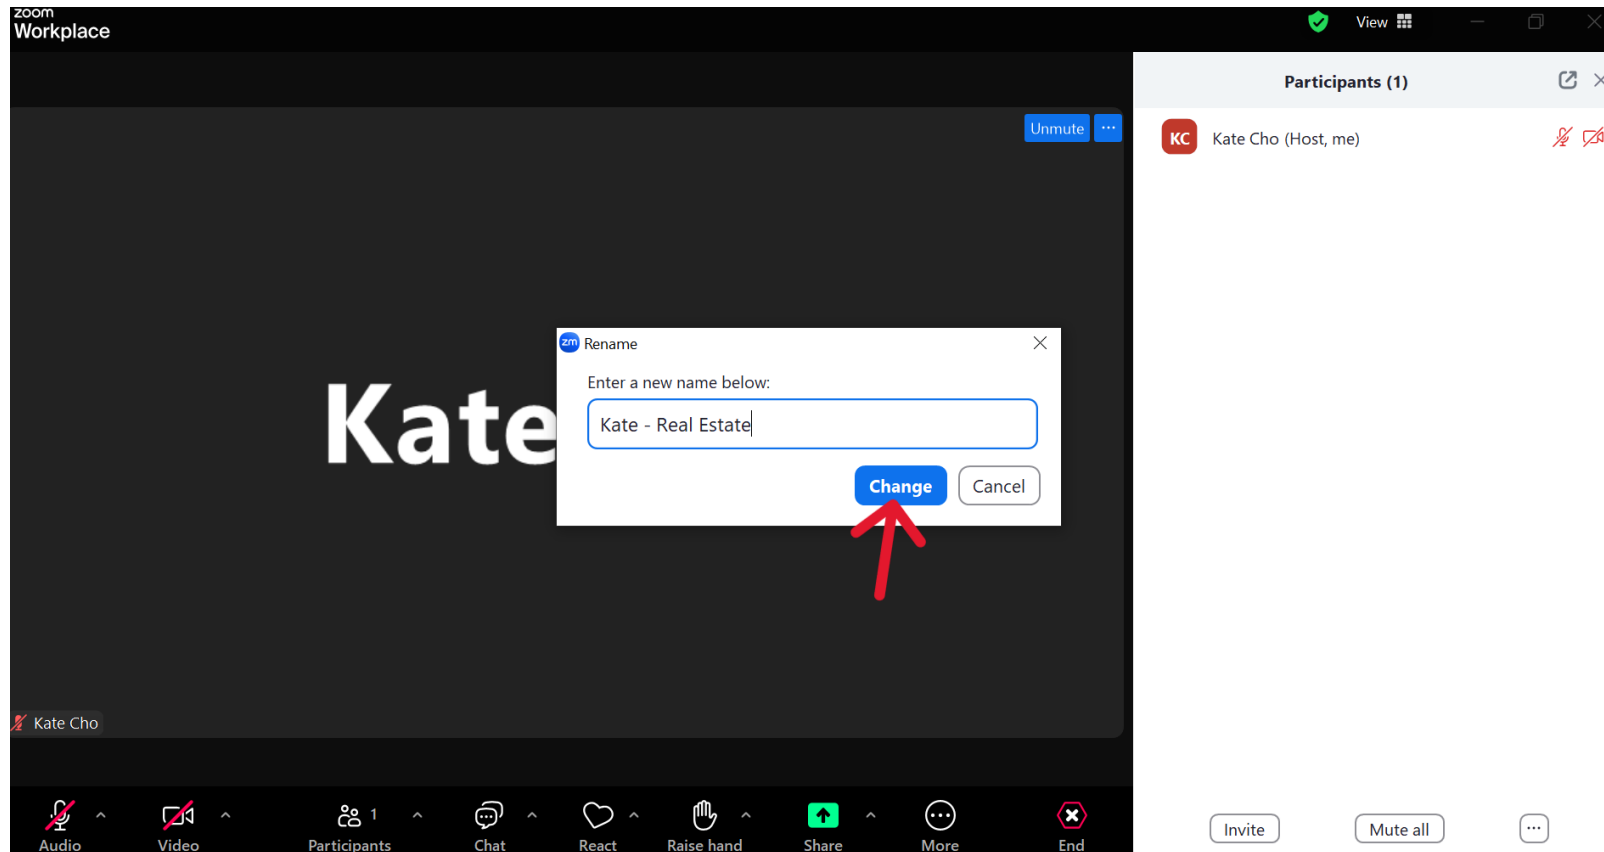 zoom
Workplace
View
Participants (1)
Unmute
KC
Kate Cho (Host, me)
zm Rename
Enter a new name below:
Kate - Real Estate
Change
Cancel
Kate
Kate Cho
1
Audio
Video
Participants
Chat
React
Raise hand
Share
More
End
Invite
Mute all